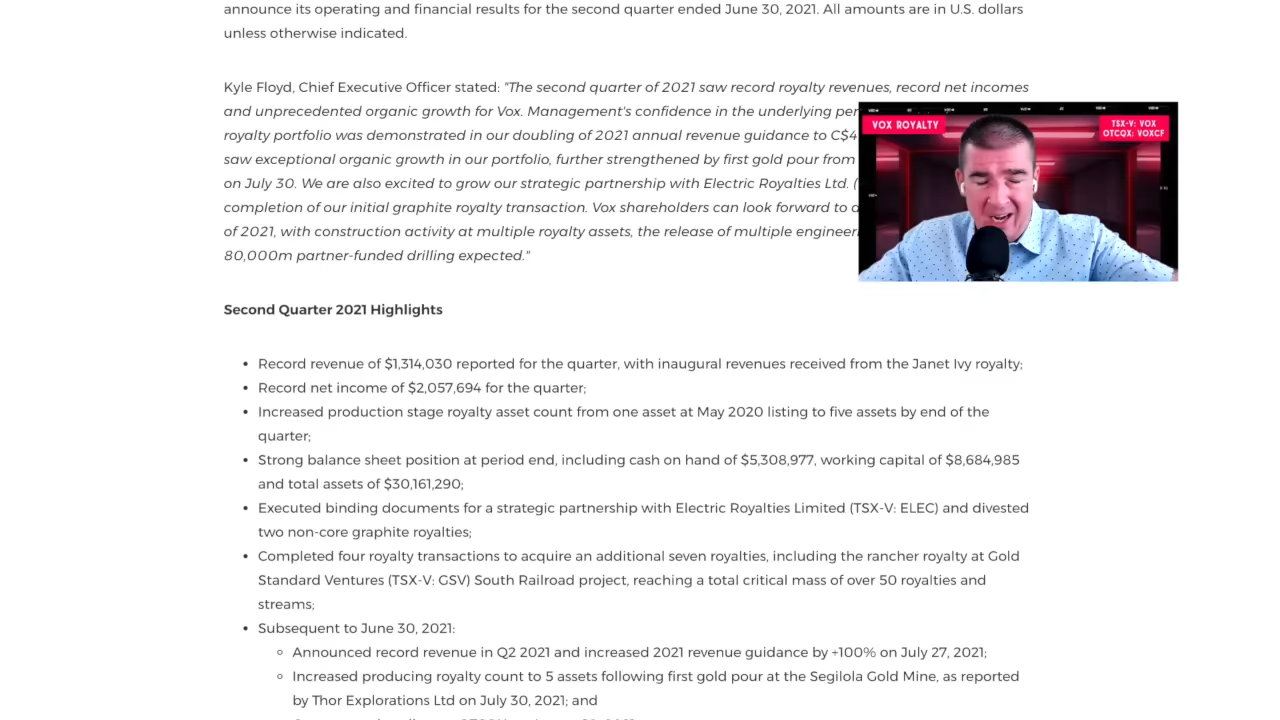 announce its operating and financial results for the second quarter ended June 30, 2021. All amounts are in U.S. dollars
unless otherwise indicated.
Kyle Floyd, Chief Executive Officer stated: "The second quarter of 2021 saw record royalty revenues, record net incomes
and unprecedented organic growth for Vox. Management's confidence in the underlying per
royalty portfolio was demonstrated in our doubling of 2021 annual revenue guidance to C$4
saw exceptional organic growth in our portfolio, further strengthened by first gold pour from
on July 30. We are also excited to grow our strategic partnership with Electric Royalties Ltd. (
completion of our initial graphite royalty transaction. Vox shareholders can look forward to a
of 2021, with construction activity at multiple royalty assets, the release of multiple engineeri
80,000m partner-funded drilling expected."
VOX ROYALTY
TSX-V: VOX
OTCQX: VOXCF
Second Quarter 2021 Highlights
• Record revenue of $1,314,030 reported for the quarter, with inaugural revenues received from the Janet Ivy royalty;
• Record net income of $2,057,694 for the quarter;
• Increased production stage royalty asset count from one asset at May 2020 listing to five assets by end of the
quarter;
• Strong balance sheet position at period end, including cash on hand of $5,308,977, working capital of $8,684,985
and total assets of $30,161,290;
• Executed binding documents for a strategic partnership with Electric Royalties Limited (TSX-V: ELEC) and divested
two non-core graphite royalties;
• Completed four royalty transactions to acquire an additional seven royalties, including the rancher royalty at Gold
Standard Ventures (TSX-V: GSV) South Railroad project, reaching a total critical mass of over 50 royalties and
streams;
• Subsequent to June 30, 2021:
◦ Announced record revenue in Q2 2021 and increased 2021 revenue guidance by +100% on July 27, 2021;
◦ Increased producing royalty count to 5 assets following first gold pour at the Segilola Gold Mine, as reported
by Thor Explorations Ltd on July 30, 2021; and